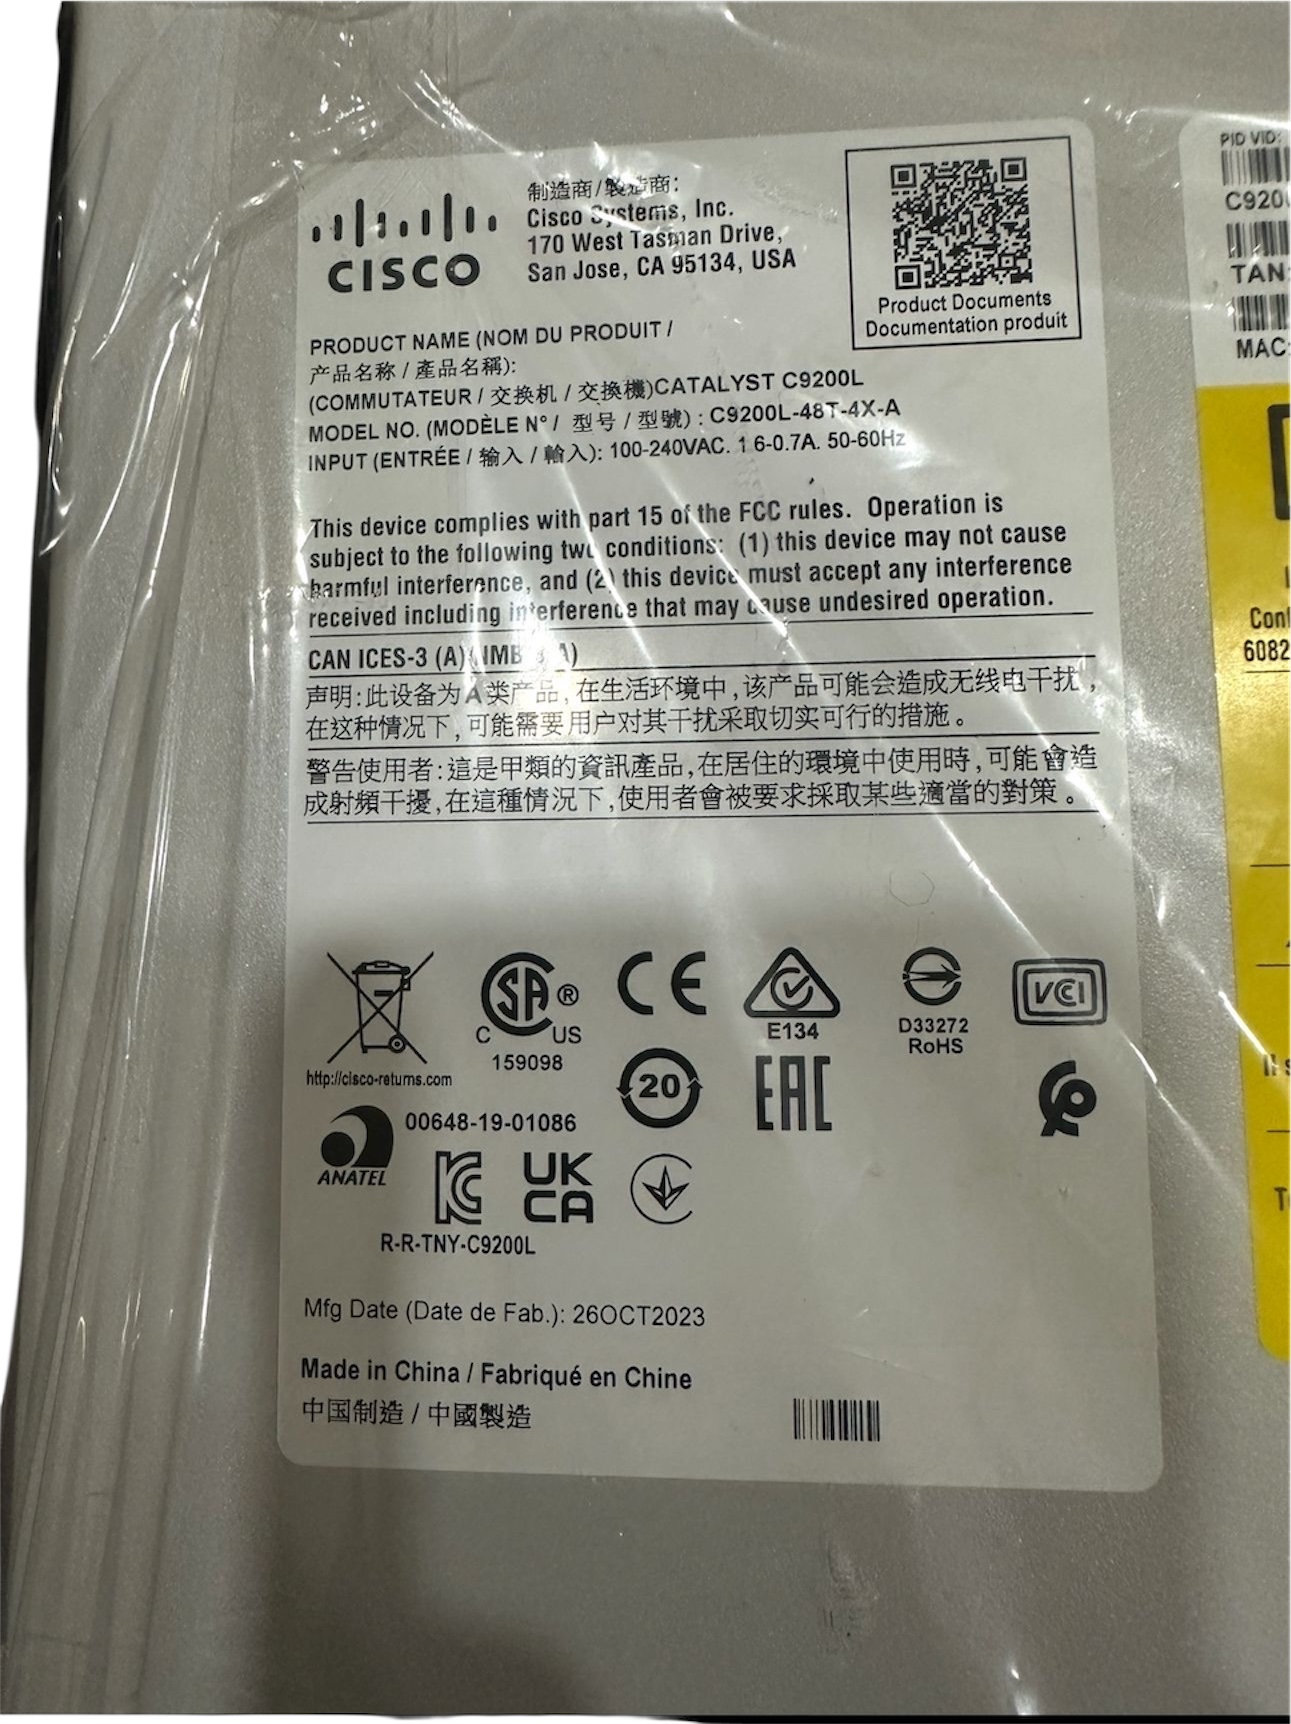 CISCO
制造商/製造商:
Cisco Systems, Inc.
170 West Tasman Drive,
San Jose, CA 95134, USA
Product Documents
Documentation produit
PRODUCT NAME (NOM DU PRODUIT /
产品名称 / 產品名稱):
(COMMUTATEUR / 交换机 / 交換機)CATALYST C9200L
MODEL NO. (MODÈLE N° / 型号 / 型號) : C9200L-48T-4X-A
INPUT (ENTRÉE / 输入 / 輸入): 100-240VAC. 1 6-0.7A. 50-60Hz
This device complies with part 15 of the FCC rules. Operation is
subject to the following two conditions: (1) this device may not cause
harmful interference, and (2) this device must accept any interference
received including interference that may cause undesired operation.
CAN ICES-3 (A)(NMB-3(A)
声明:此设备为A类产品,在生活环境中,该产品可能会造成无线电干扰,
在这种情况下,可能需要用户对其干扰采取切实可行的措施。
警告使用者:這是甲類的資訊產品,在居住的環境中使用時,可能會造
成射頻干擾,在這種情況下,使用者會被要求採取某些適當的對策。
http://cisco-returns.com
C SA ® US
159098
CE
E134
D33272
RoHS
VCI
20
EAC
ANATEL
00648-19-01086
KC
UK
CA
R-R-TNY-C9200L
Mfg Date (Date de Fab.): 26OCT2023
Made in China / Fabriqué en Chine
中国制造 / 中國製造
PID VID:
C920
TAN:
MAC:
6082